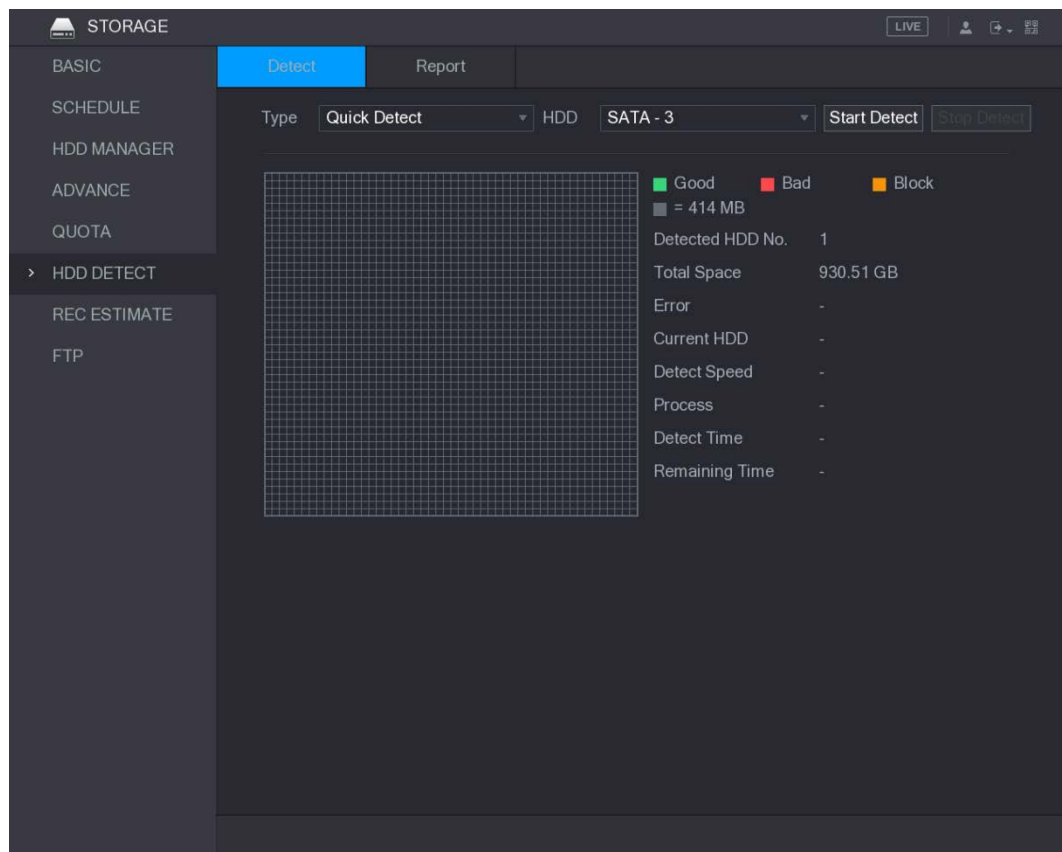 STORAGE
LIVE
BASIC
SCHEDULE
HDD MANAGER
ADVANCE
QUOTA
HDD DETECT
REC ESTIMATE
FTP
Detect Report
Type Quick Detect HDD SATA - 3 Start Detect Stop Detect
Good Bad Block
= 414 MB
Detected HDD No. 1
Total Space 930.51 GB
Error -
Current HDD -
Detect Speed -
Process -
Detect Time -
Remaining Time -